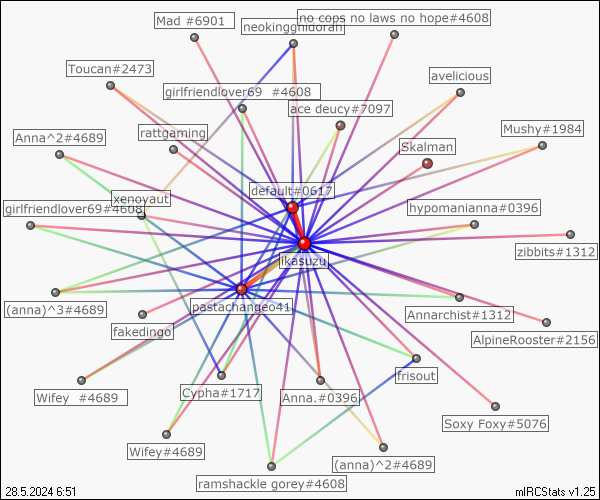 Mad #6901
neokingghidorah
no cops no laws no hope#4608
Toucan#2473
avelicious
girlfriendlover69 #4608
ace deucy#7097
Anna^2#4689
rattgaming
Mushy#1984
Skalman
default#0617
xenoyaut
girlfriendlover69#4608
hypomanianna#0396
zibbits#1312
ikasuzu
(anna)^3#4689
pastachange041
Annarchist#1312
fakedingo
AlpineRooster#2156
Wifey #4689
Cypha#1717
Anna.#0396
frisout
Soxy Foxy#5076
Wifey#4689
(anna)^2#4689
ramshackle gorey#4608
28.5.2024 6:51
mIRCStats v1.25